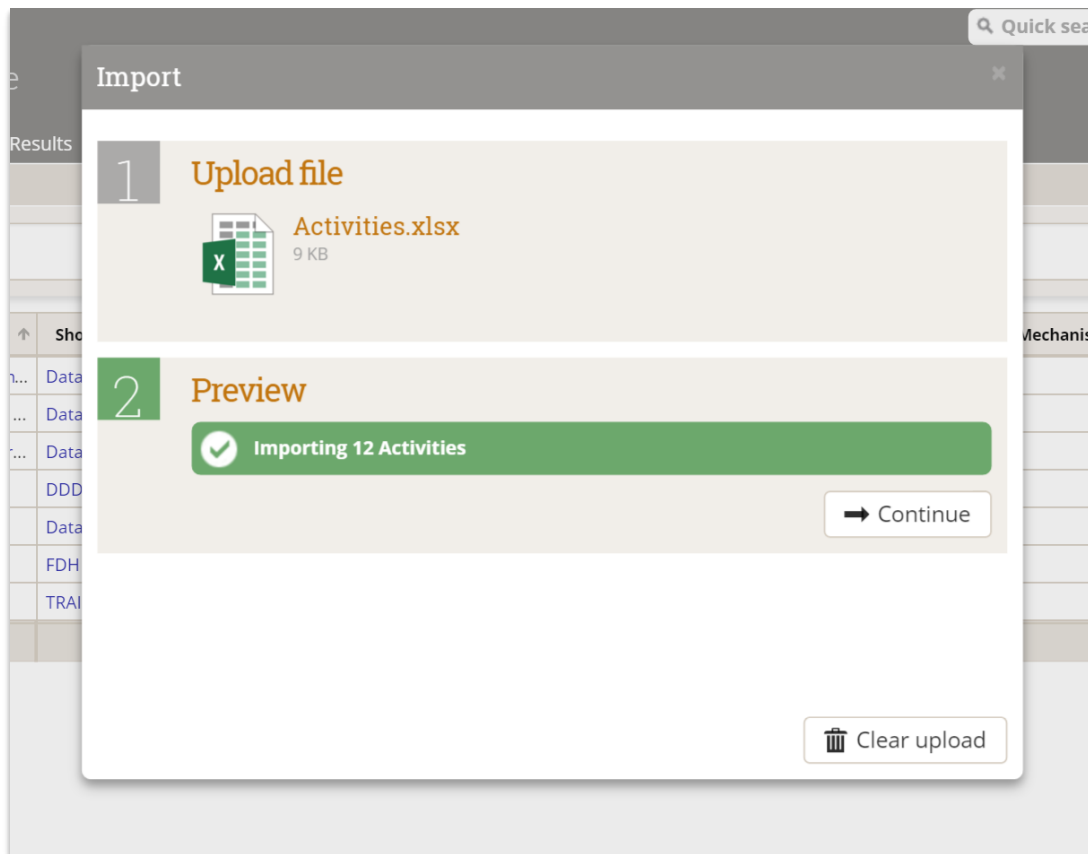 Quick sea
Import
Results
1
Upload file
Activities.xlsx
9 KB
X
Sho
Mechanis
2
Preview
Data
Data
Importing 12 Activities
Data
DDD
Continue
Data
FDH
TRAI
Clear upload